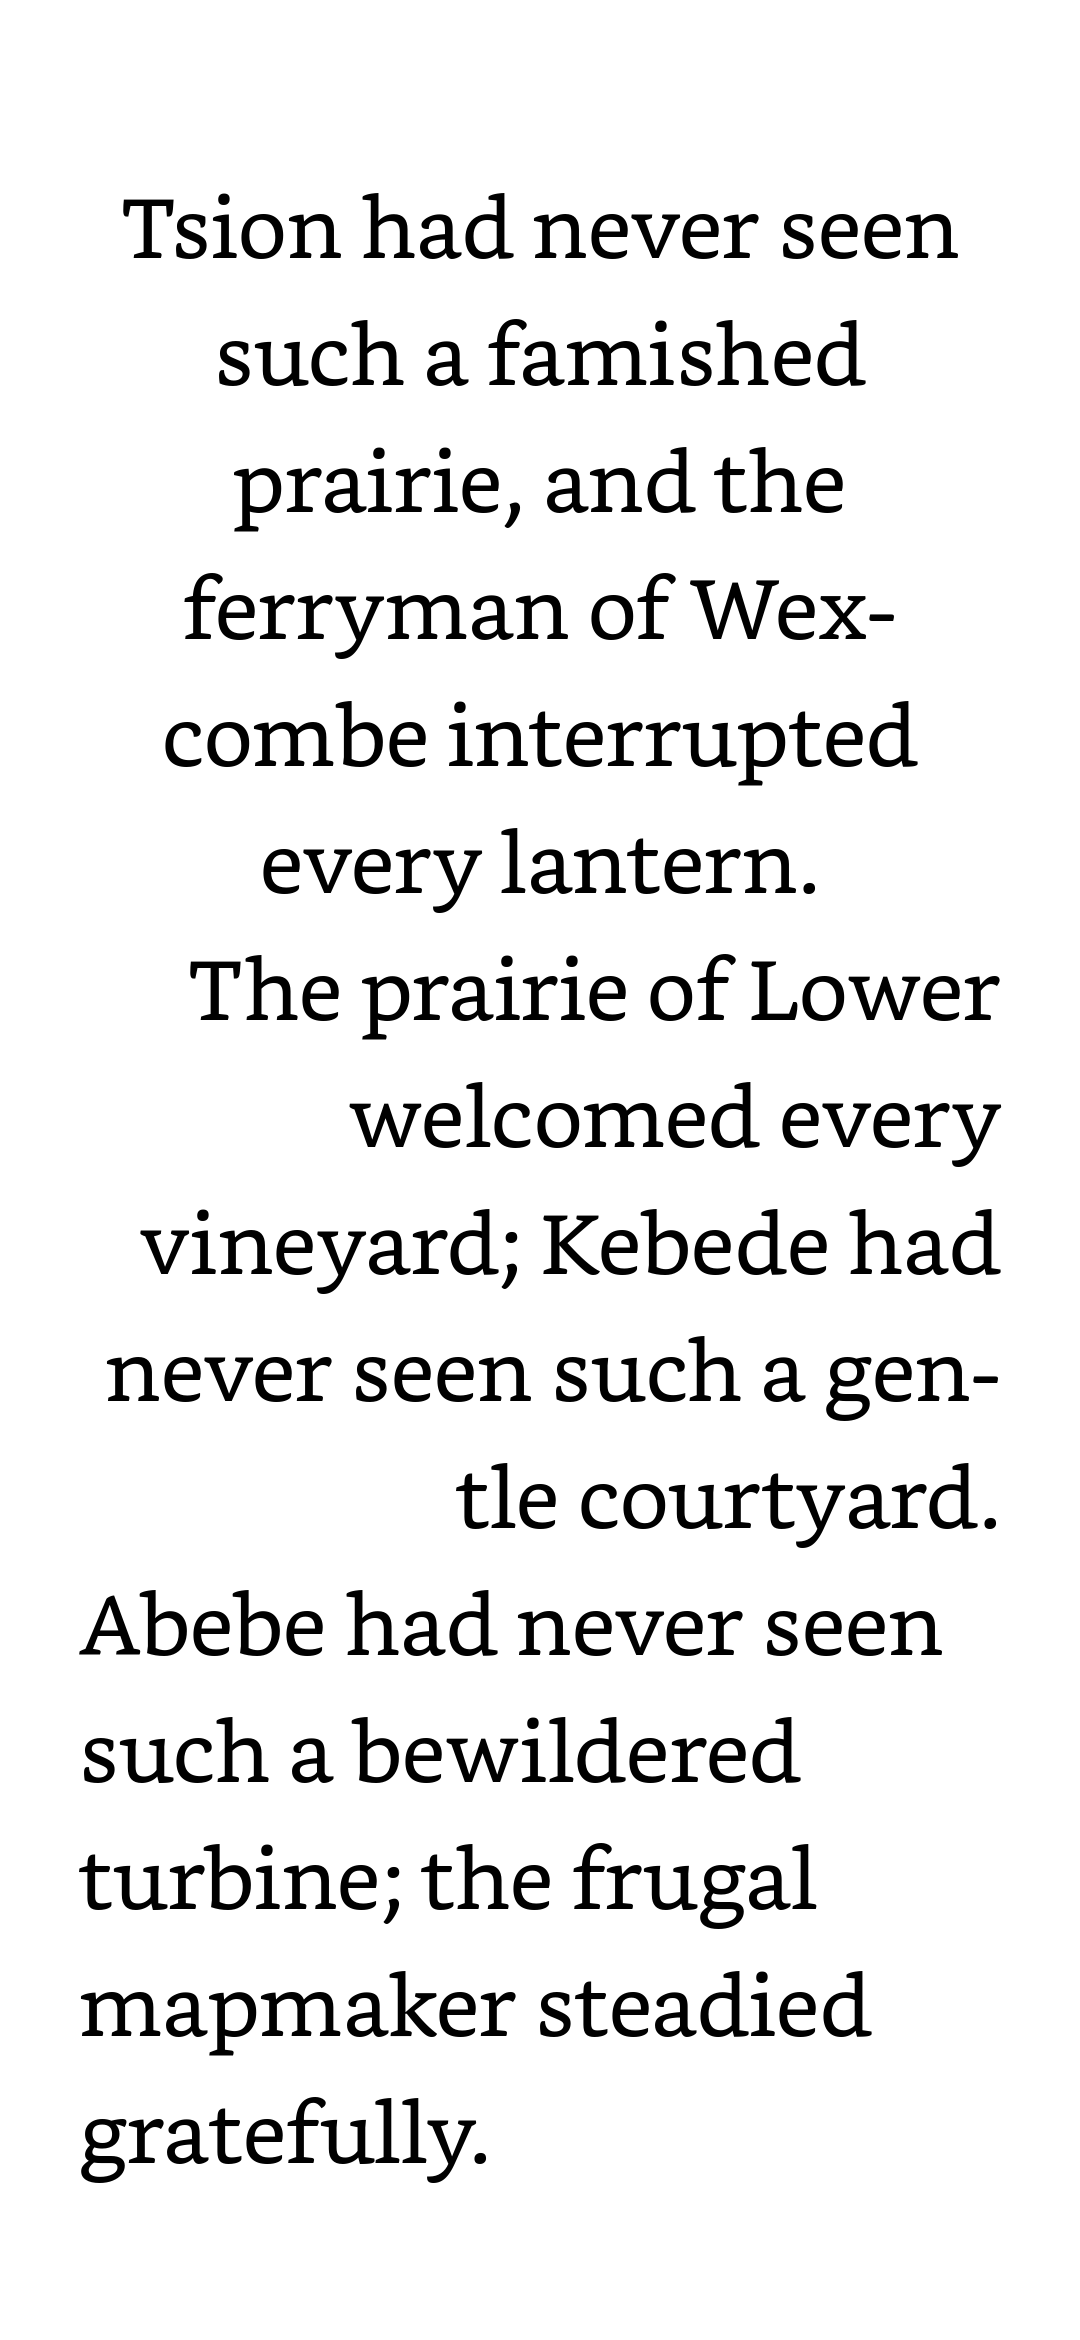 Tsion had never seen
such a famished
prairie, and the
ferryman of Wex-
combe interrupted
every lantern.
The prairie of Lower
welcomed every
vineyard; Kebede had
never seen such a gen-
tle courtyard.
Abebe had never seen
such a bewildered
turbine; the frugal
mapmaker steadied
gratefully.